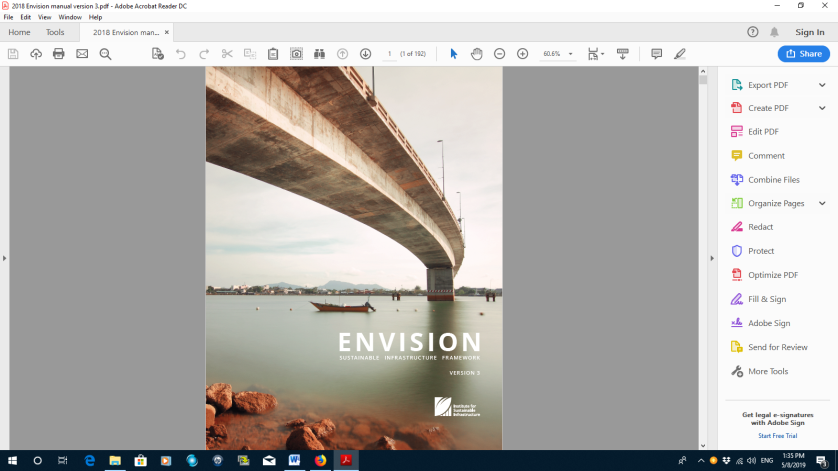 2018 Envision manual version 3.pdf - Adobe Acrobat Reader DC
File Edit View Window Help
Home Tools 2018 Envision man... × Sign In
1 (1 of 192) 60.6% Share
Export PDF
Create PDF
Edit PDF
Comment
Combine Files
Organize Pages
Redact
Protect
Optimize PDF
Fill & Sign
Adobe Sign
Send for Review
More Tools
ENVISION
SUSTAINABLE INFRASTRUCTURE FRAMEWORK
VERSION 3
Institute for
Sustainable
Infrastructure
Get legal e-signatures
with Adobe Sign
Start Free Trial
ENG
1:35 PM
5/8/2019